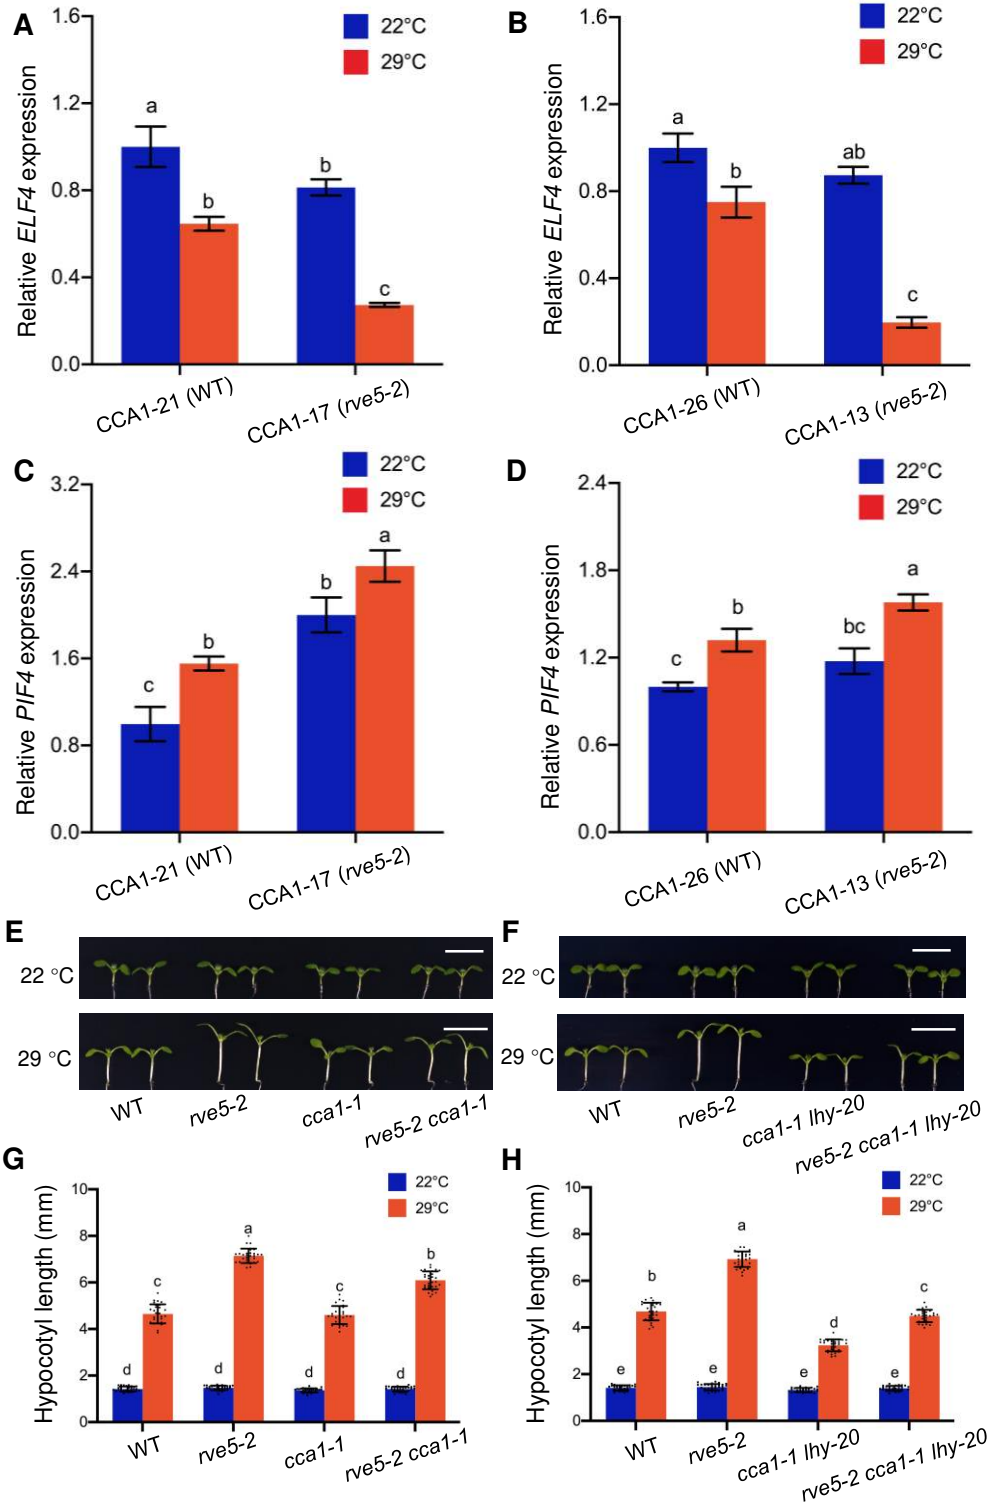 A
Relative ELF4 expression
1.6
1.2
0.8
0.4
0.0
22°C
29°C
a
b
b
c
CCA1-21 (WT)
CCA1-17 (rve5-2)
B
Relative ELF4 expression
1.6
1.2
0.8
0.4
0.0
22°C
29°C
a
b
ab
c
CCA1-26 (WT)
CCA1-13 (rve5-2)
C
Relative PIF4 expression
3.2
2.4
1.6
0.8
0.0
22°C
29°C
c
b
b
a
CCA1-21 (WT)
CCA1-17 (rve5-2)
D
Relative PIF4 expression
2.4
1.8
1.2
0.6
0.0
22°C
29°C
c
b
bc
a
CCA1-26 (WT)
CCA1-13 (rve5-2)
E
22 °C
29 °C
WT
rve5-2
cca1-1
rve5-2 cca1-1
F
22 °C
29 °C
WT
rve5-2
cca1-1 lhy-20
rve5-2 cca1-1 lhy-20
G
Hypocotyl length (mm)
10
8
6
4
2
0
22°C
29°C
d
c
d
a
d
c
d
b
WT
rve5-2
cca1-1
rve5-2 cca1-1
H
Hypocotyl length (mm)
10
8
6
4
2
0
22°C
29°C
e
b
e
a
e
d
e
c
WT
rve5-2
cca1-1 lhy-20
rve5-2 cca1-1 lhy-20